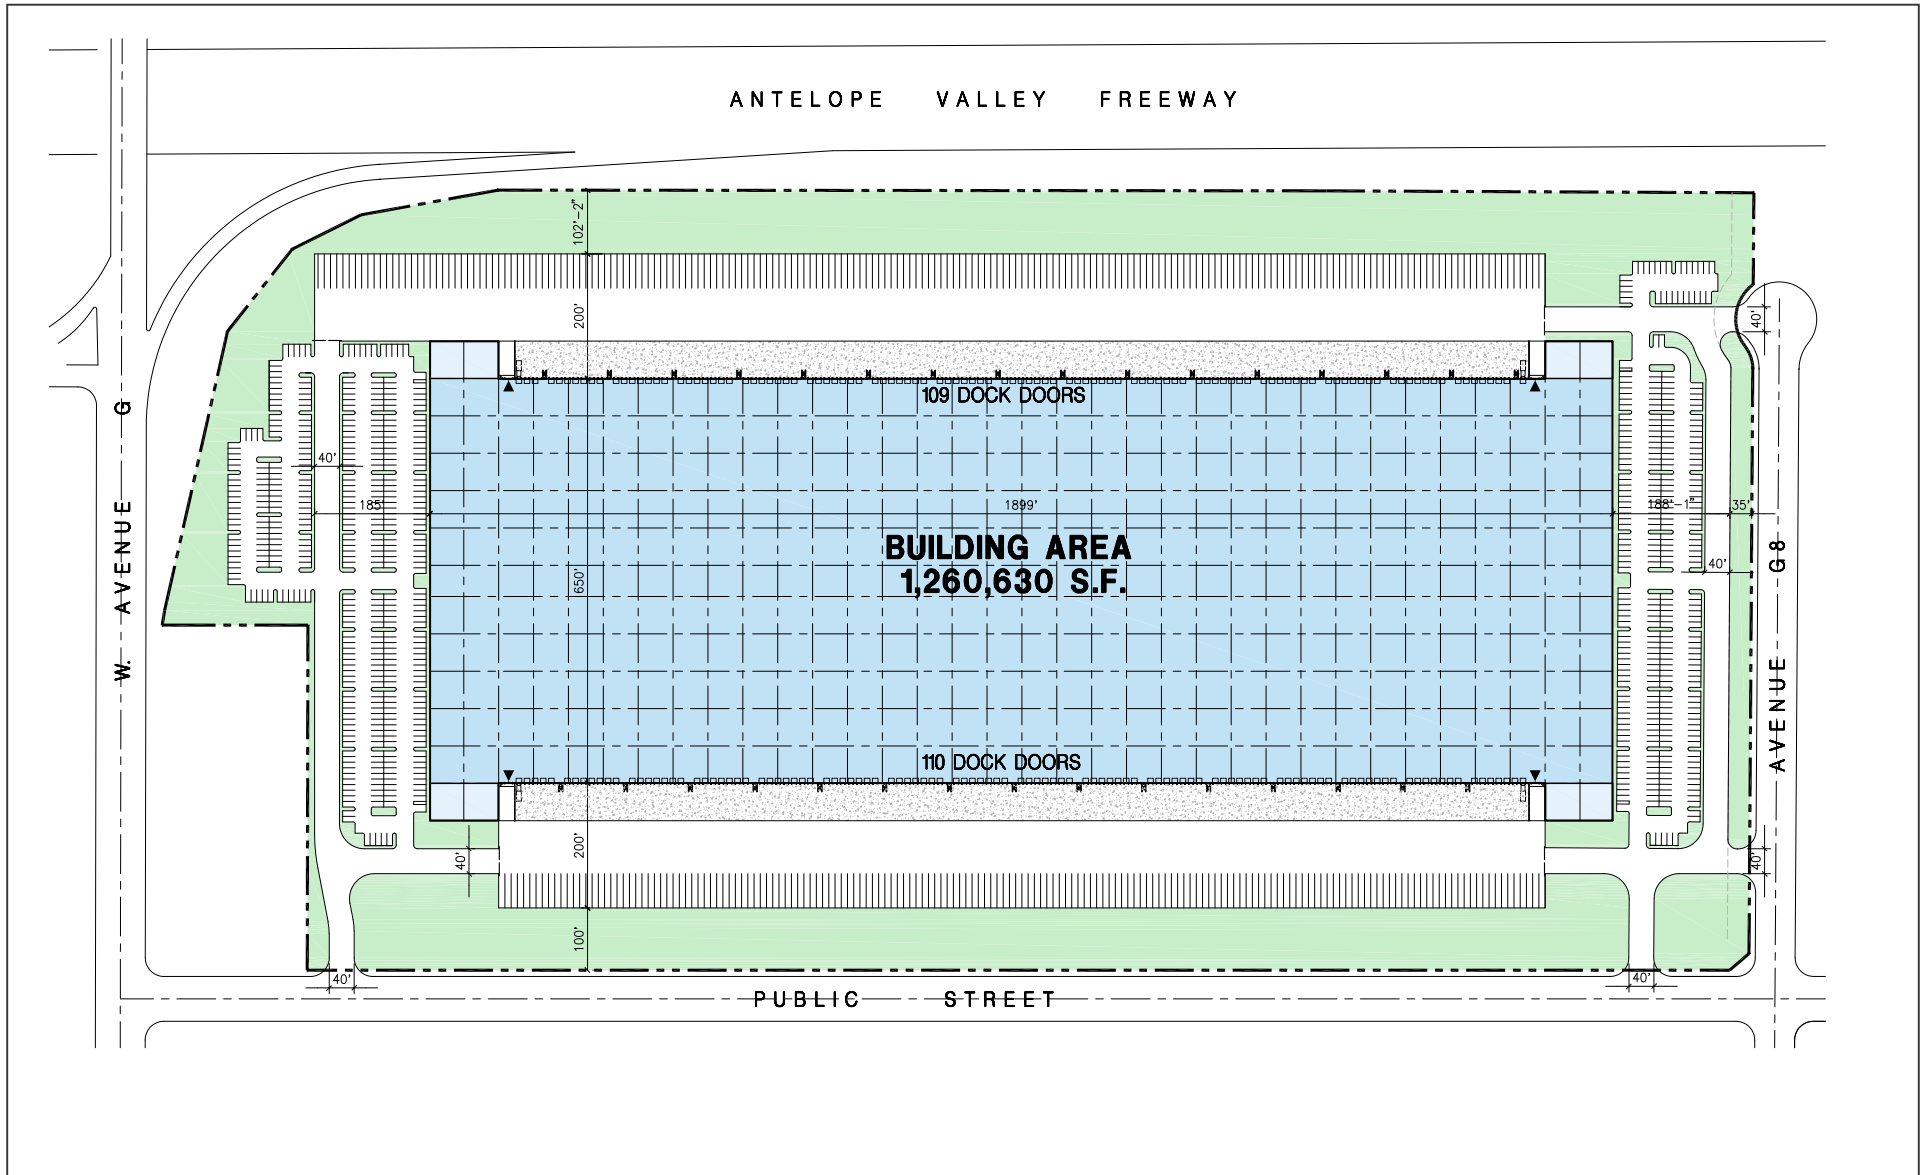 ANTELOPE VALLEY FREEWAY
102'-2"
200'
40'
109 DOCK DOORS
W. AVENUE G
40'
185'
1899'
188'-1"
35'
BUILDING AREA
1,260,630 S.F.
650'
40'
AVENUE G8
110 DOCK DOORS
200'
40'
40'
100'
40'
40'
PUBLIC STREET